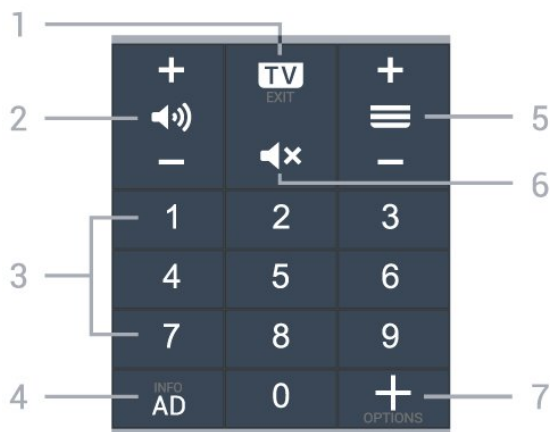 1
+ TV +
EXIT
2 5
− −
6
1 2 3
3
4 5 6
7 8 9
INFO
4 AD 0 + 7
OPTIONS